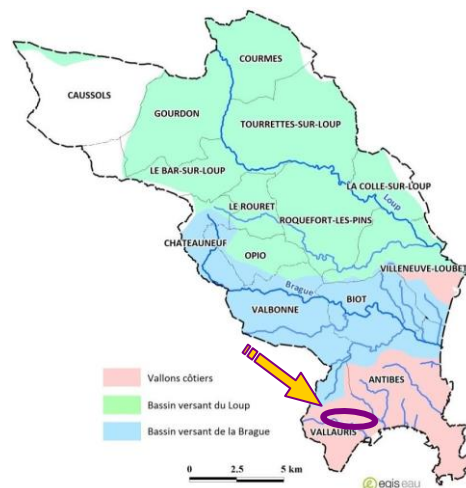 COURMES
CAUSSOLS
GOURDON
TOURRETTES-SUR-LOUP
LE BAR-SUR-LOUP
LA COLLE-SUR-LOUP
Loup
LE ROURET
ROQUEFORT-LES-PINS
CHATEAUNEUF
OPIO
VILLENEUVE-LOUBET
Brague
VALBONNE
BIOT
ANTIBES
VALLAURIS
Vallons côtiers
Bassin versant du Loup
Bassin versant de la Brague
0 2.5 5 km
egis eau